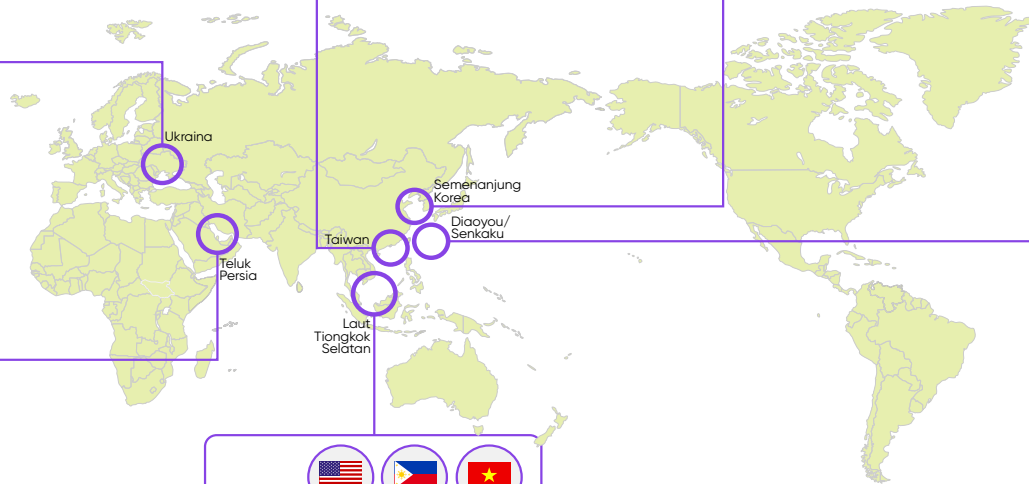 Ukraina
Semenanjung
Korea
Diaoyou/
Senkaku
Taiwan
Teluk
Persia
Laut
Tiongkok
Selatan